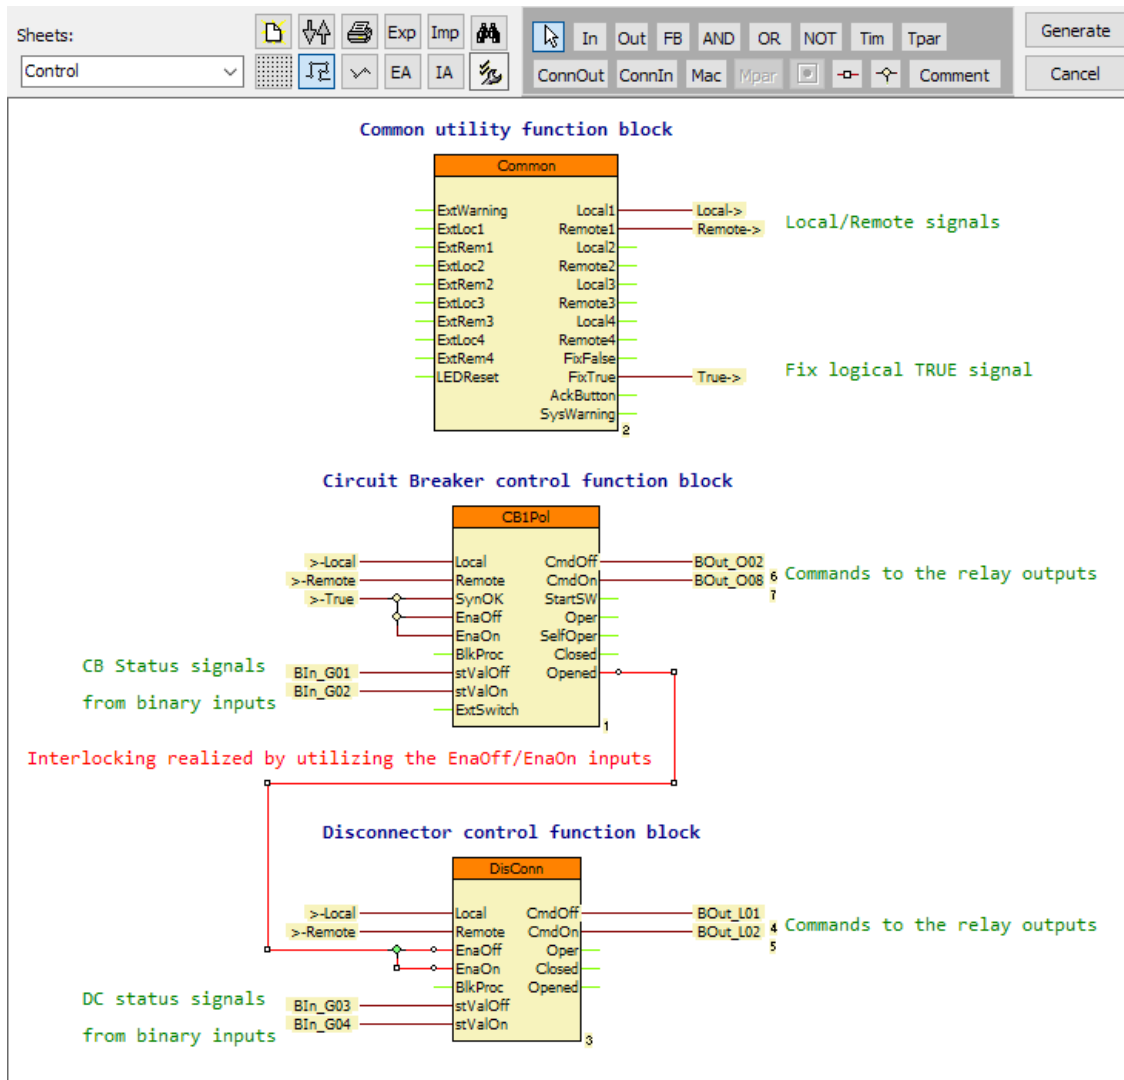 Sheets:
Exp Imp
In Out FB AND OR NOT Tim Tpar
Generate
Control
EA IA
ConnOut ConnIn Mac Mpar Comment
Cancel
Common utility function block
Common
ExtWarning Local1 Local->
ExtLoc1 Remote1 Remote->
Local/Remote signals
ExtRem1 Local2
ExtLoc2 Remote2
ExtRem2 Local3
ExtLoc3 Remote3
ExtRem3 Local4
ExtLoc4 Remote4
ExtRem4 FixFalse
LEDReset FixTrue True->
Fix logical TRUE signal
AckButton
SysWarning
2
Circuit Breaker control function block
CB1Pol
>-Local Local CmdOff BOut_O02
>-Remote Remote CmdOn BOut_O08 6
Commands to the relay outputs
>-True SynOK StartSW 7
EnaOff Oper
EnaOn SelfOper
BlkProc Closed
CB Status signals
BIn_G01 stValOff Opened
BIn_G02 stValOn
from binary inputs
ExtSwitch
1
Interlocking realized by utilizing the EnaOff/EnaOn inputs
Disconnector control function block
DisConn
>-Local Local CmdOff BOut_L01
>-Remote Remote CmdOn BOut_L02 4
Commands to the relay outputs
EnaOff Oper 5
EnaOn Closed
BlkProc Opened
DC status signals
BIn_G03 stValOff
BIn_G04 stValOn
from binary inputs
3